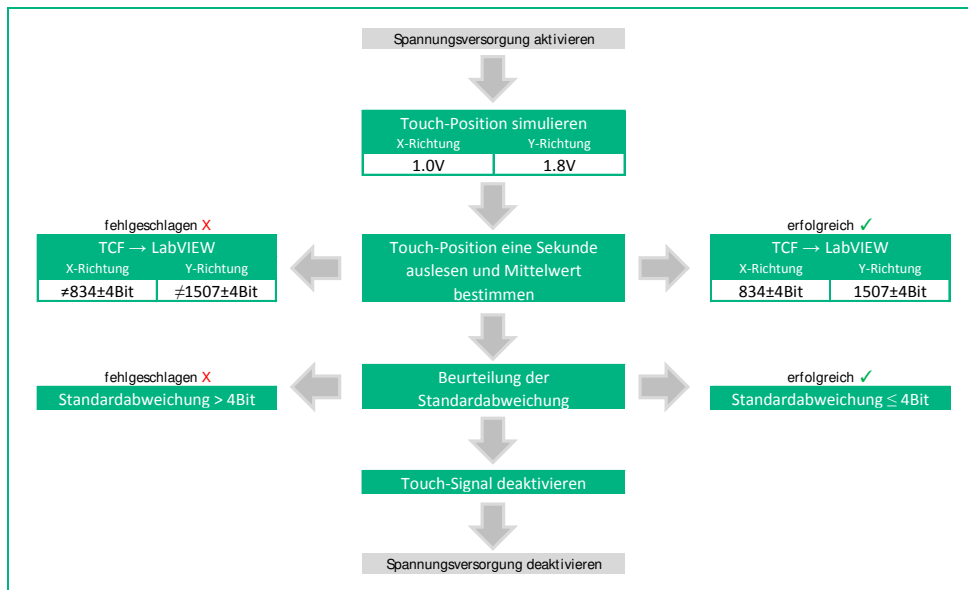 Spannungsversorgung aktivieren
Touch-Position simulieren
X-Richtung Y-Richtung
1.0V 1.8V
fehlgeschlagen X
TCF → LabVIEW
X-Richtung Y-Richtung
≠834±4Bit ≠1507±4Bit
Touch-Position eine Sekunde
auslesen und Mittelwert
bestimmen
erfolgreich ✓
TCF → LabVIEW
X-Richtung Y-Richtung
834±4Bit 1507±4Bit
fehlgeschlagen X
Standardabweichung > 4Bit
Beurteilung der
Standardabweichung
erfolgreich ✓
Standardabweichung ≤ 4Bit
Touch-Signal deaktivieren
Spannungsversorgung deaktivieren